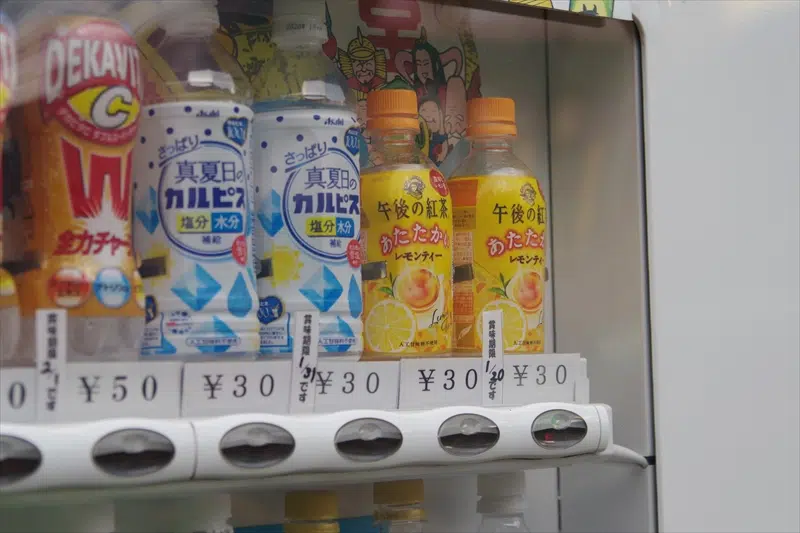 DEKAVIT
C
W
全力チャー
Asahi
さっぱり
真夏日の
カルピス
塩分 水分
補給
Asahi
さっぱり
真夏日の
カルピス
塩分 水分
補給
午後の紅茶
あたたかい
レモンティー
午後の紅茶
あたたかい
レモンティー
賞味期限
です
賞味期限
1/31
です
賞味期限
1/20
です
0
¥50
¥30
¥30
¥30
¥30